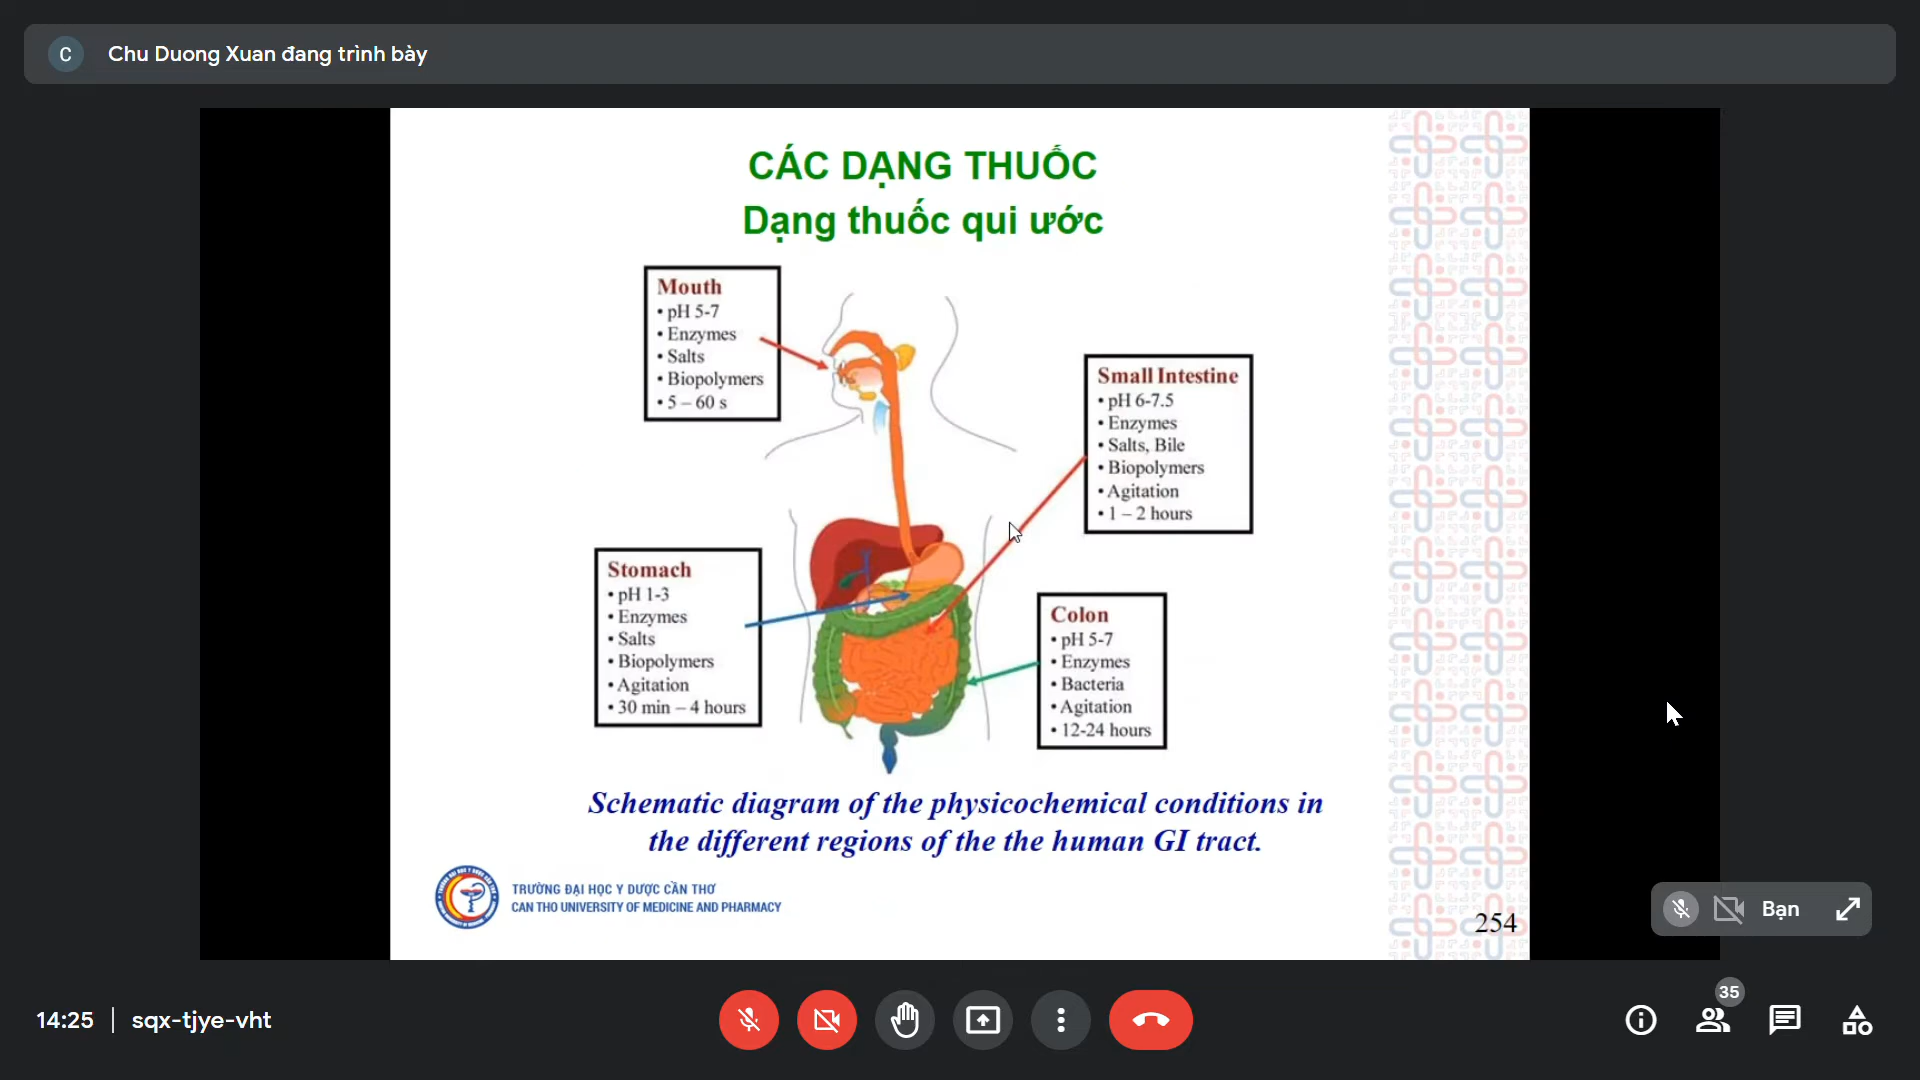 C
Chu Duong Xuan đang trình bày
CÁC DẠNG THUỐC
Dạng thuốc qui ước
Mouth
• pH 5-7
• Enzymes
• Salts
• Biopolymers
• 5 – 60 s
Small Intestine
• pH 6-7.5
• Enzymes
• Salts, Bile
• Biopolymers
• Agitation
• 1 – 2 hours
Stomach
• pH 1-3
• Enzymes
• Salts
• Biopolymers
• Agitation
• 30 min – 4 hours
Colon
• pH 5-7
• Enzymes
• Bacteria
• Agitation
• 12-24 hours
Schematic diagram of the physicochemical conditions in
the different regions of the the human GI tract.
TRƯỜNG ĐẠI HỌC Y DƯỢC CẦN THƠ
CAN THO UNIVERSITY OF MEDICINE AND PHARMACY
254
Bạn
14:25
sqx-tjye-vht
35